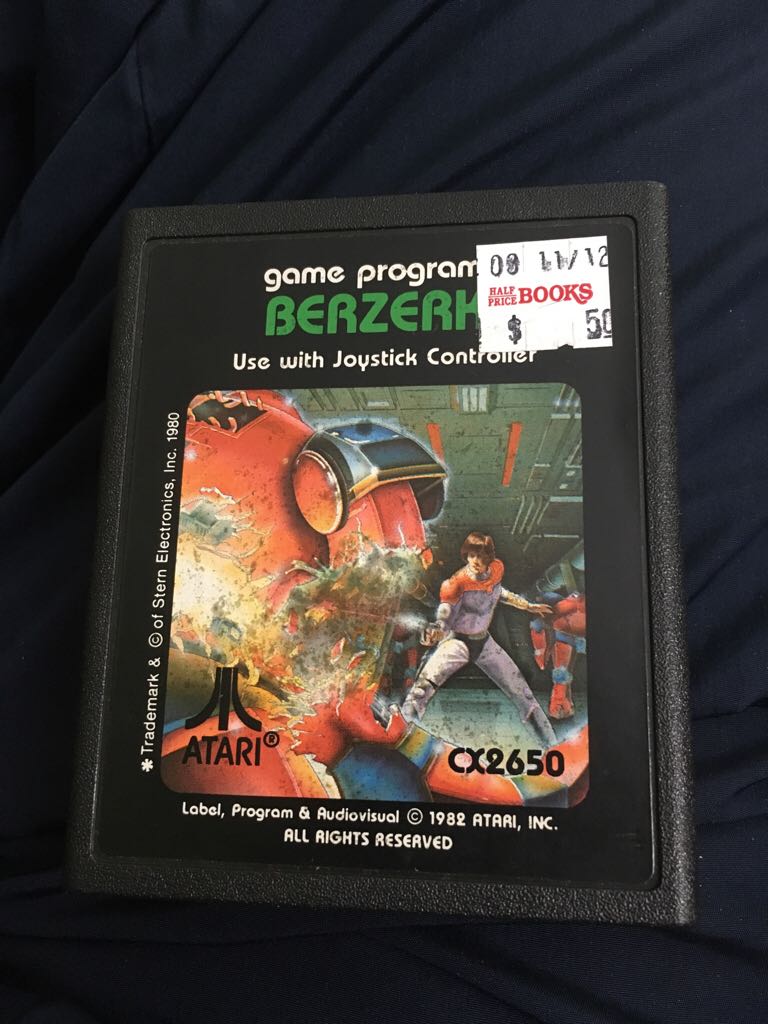 game program
BERZERK
Use with Joystick Controller
09 11/12
HALF PRICE BOOKS
$ 50
*Trademark & © of Stern Electronics, Inc. 1980
ATARI®
CX2650
Label, Program & Audiovisual © 1982 ATARI, INC.
ALL RIGHTS RESERVED